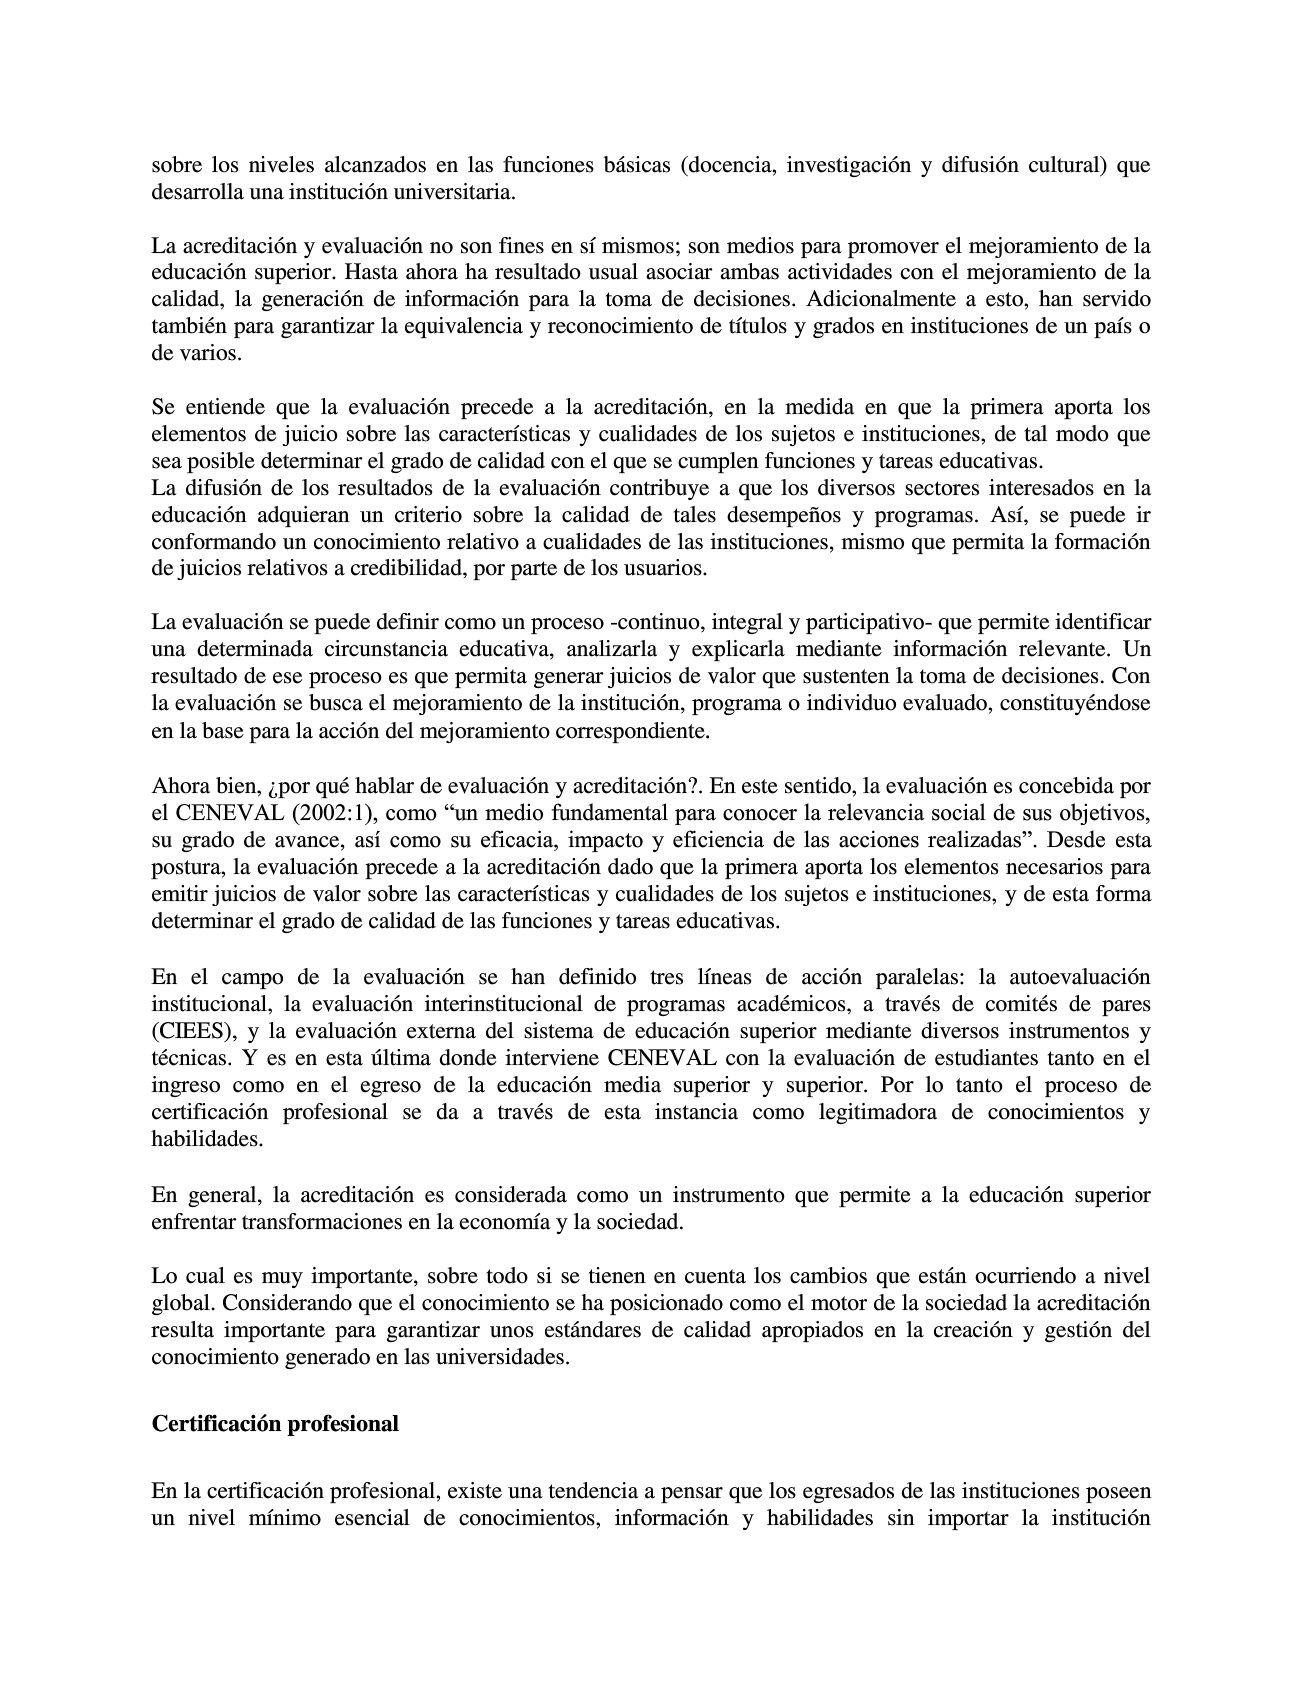 sobre los niveles alcanzados en las funciones básicas (docencia, investigación y difusión cultural) que
desarrolla una institución universitaria.
La acreditación y evaluación no son fines en sí mismos; son medios para promover el mejoramiento de la
educación superior. Hasta ahora ha resultado usual asociar ambas actividades con el mejoramiento de la
calidad, la generación de información para la toma de decisiones. Adicionalmente a esto, han servido
también para garantizar la equivalencia y reconocimiento de títulos y grados en instituciones de un país o
de varios.
Se entiende que la evaluación precede a la acreditación, en la medida en que la primera aporta los
elementos de juicio sobre las características y cualidades de los sujetos e instituciones, de tal modo que
sea posible determinar el grado de calidad con el que se cumplen funciones y tareas educativas.
La difusión de los resultados de la evaluación contribuye a que los diversos sectores interesados en la
educación adquieran un criterio sobre la calidad de tales desempeños y programas. Así, se puede ir
conformando un conocimiento relativo a cualidades de las instituciones, mismo que permita la formación
de juicios relativos a credibilidad, por parte de los usuarios.
La evaluación se puede definir como un proceso -continuo, integral y participativo- que permite identificar
una determinada circunstancia educativa, analizarla y explicarla mediante información relevante. Un
resultado de ese proceso es que permita generar juicios de valor que sustenten la toma de decisiones. Con
la evaluación se busca el mejoramiento de la institución, programa o individuo evaluado, constituyéndose
en la base para la acción del mejoramiento correspondiente.
Ahora bien, ¿por qué hablar de evaluación y acreditación?. En este sentido, la evaluación es concebida por
el CENEVAL (2002:1), como “un medio fundamental para conocer la relevancia social de sus objetivos,
su grado de avance, así como su eficacia, impacto y eficiencia de las acciones realizadas”. Desde esta
postura, la evaluación precede a la acreditación dado que la primera aporta los elementos necesarios para
emitir juicios de valor sobre las características y cualidades de los sujetos e instituciones, y de esta forma
determinar el grado de calidad de las funciones y tareas educativas.
En el campo de la evaluación se han definido tres líneas de acción paralelas: la autoevaluación
institucional, la evaluación interinstitucional de programas académicos, a través de comités de pares
(CIEES), y la evaluación externa del sistema de educación superior mediante diversos instrumentos y
técnicas. Y es en esta última donde interviene CENEVAL con la evaluación de estudiantes tanto en el
ingreso como en el egreso de la educación media superior y superior. Por lo tanto el proceso de
certificación profesional se da a través de esta instancia como legitimadora de conocimientos y
habilidades.
En general, la acreditación es considerada como un instrumento que permite a la educación superior
enfrentar transformaciones en la economía y la sociedad.
Lo cual es muy importante, sobre todo si se tienen en cuenta los cambios que están ocurriendo a nivel
global. Considerando que el conocimiento se ha posicionado como el motor de la sociedad la acreditación
resulta importante para garantizar unos estándares de calidad apropiados en la creación y gestión del
conocimiento generado en las universidades.
Certificación profesional
En la certificación profesional, existe una tendencia a pensar que los egresados de las instituciones poseen
un nivel mínimo esencial de conocimientos, información y habilidades sin importar la institución